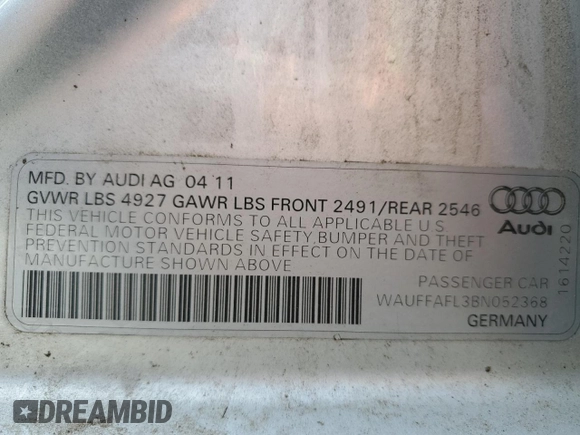 MFD. BY AUDI AG 04 11
GVWR LBS 4927 GAWR LBS FRONT 2491/REAR 2546
THIS VEHICLE CONFORMS TO ALL APPLICABLE U S
FEDERAL MOTOR VEHICLE SAFETY, BUMPER AND THEFT
PREVENTION STANDARDS IN EFFECT ON THE DATE OF
MANUFACTURE SHOWN ABOVE
Audi
1614220
PASSENGER CAR
WAUFFAFL3BN052368
GERMANY
DREAMBID